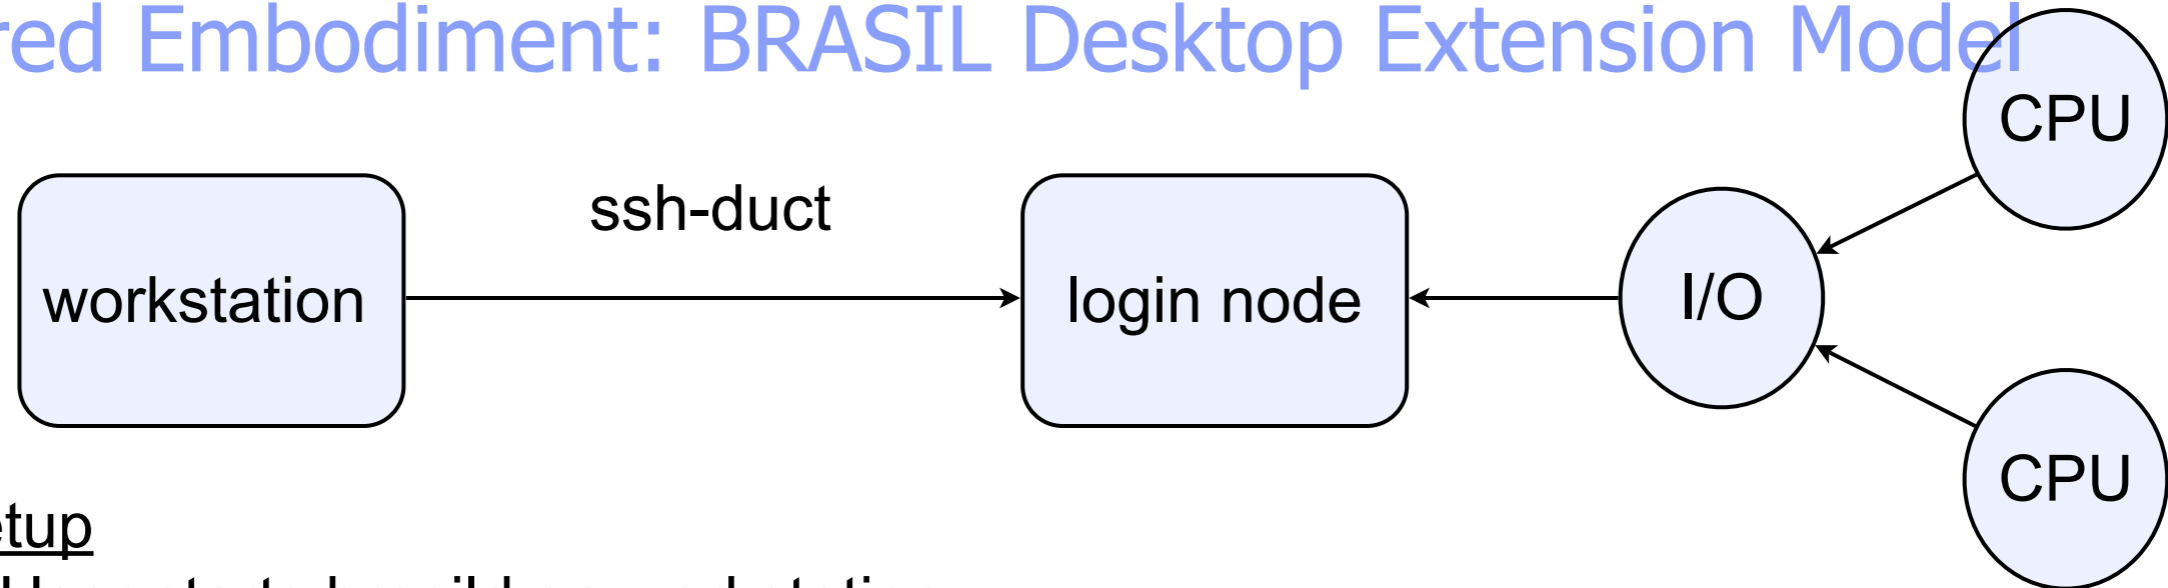 red Embodiment: BRASIL Desktop Extension Model
CPU
ssh-duct
workstation
login node
I/O
CPU
etup